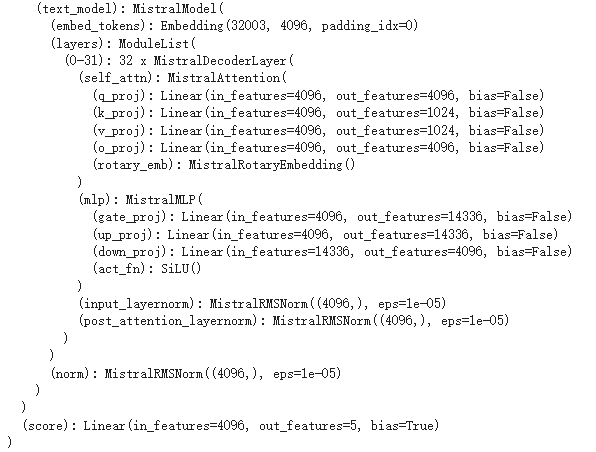 (text_model): MistralModel(
(embed_tokens): Embedding(32003, 4096, padding_idx=0)
(layers): ModuleList(
(0-31): 32 x MistralDecoderLayer(
(self_attn): MistralAttention(
(q_proj): Linear(in_features=4096, out_features=4096, bias=False)
(k_proj): Linear(in_features=4096, out_features=1024, bias=False)
(v_proj): Linear(in_features=4096, out_features=1024, bias=False)
(o_proj): Linear(in_features=4096, out_features=4096, bias=False)
(rotary_emb): MistralRotaryEmbedding()
)
(mlp): MistralMLP(
(gate_proj): Linear(in_features=4096, out_features=14336, bias=False)
(up_proj): Linear(in_features=4096, out_features=14336, bias=False)
(down_proj): Linear(in_features=14336, out_features=4096, bias=False)
(act_fn): SiLU()
)
(input_layernorm): MistralRMSNorm((4096,), eps=1e-05)
(post_attention_layernorm): MistralRMSNorm((4096,), eps=1e-05)
)
)
(norm): MistralRMSNorm((4096,), eps=1e-05)
)
)
(score): Linear(in_features=4096, out_features=5, bias=True)
)